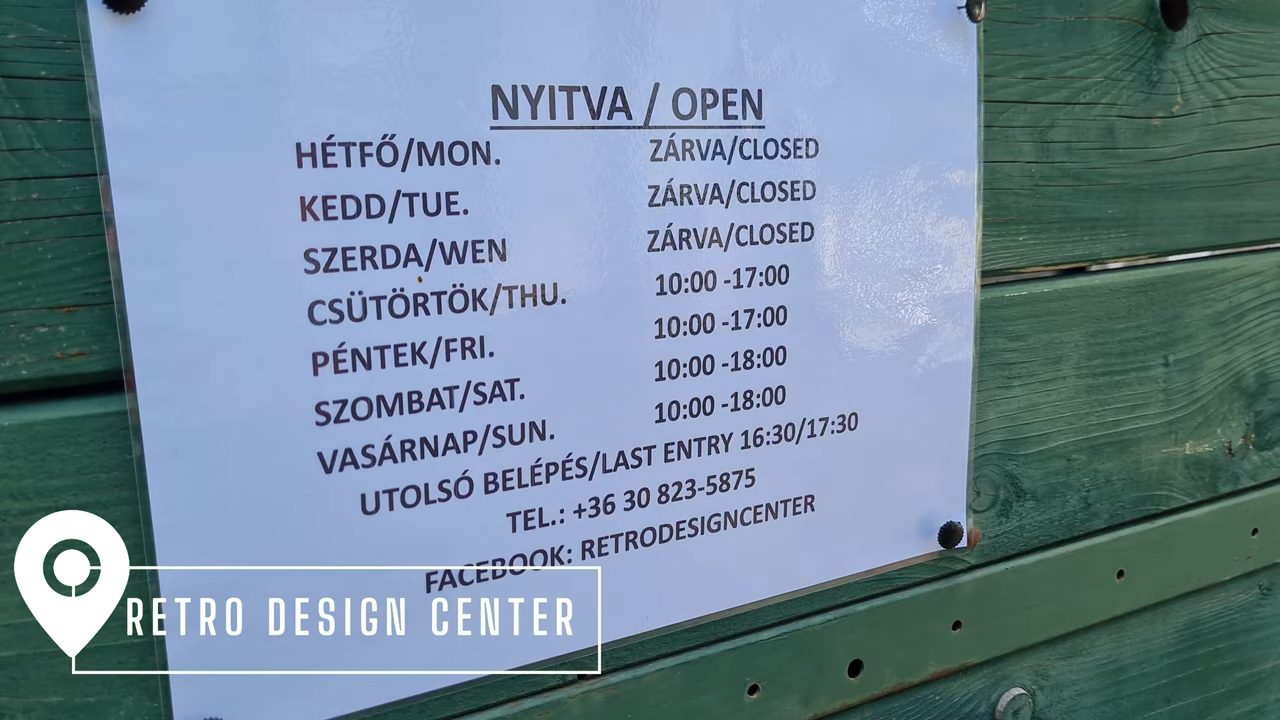 NYITVA / OPEN
HÉTFŐ/MON. ZÁRVA/CLOSED
KEDD/TUE. ZÁRVA/CLOSED
SZERDA/WEN ZÁRVA/CLOSED
CSÜTÖRTÖK/THU. 10:00 -17:00
PÉNTEK/FRI. 10:00 -17:00
SZOMBAT/SAT. 10:00 -18:00
VASÁRNAP/SUN. 10:00 -18:00
UTOLSÓ BELÉPÉS/LAST ENTRY 16:30/17:30
TEL.: +36 30 823-5875
FACEBOOK: RETRODESIGNCENTER
RETRO DESIGN CENTER